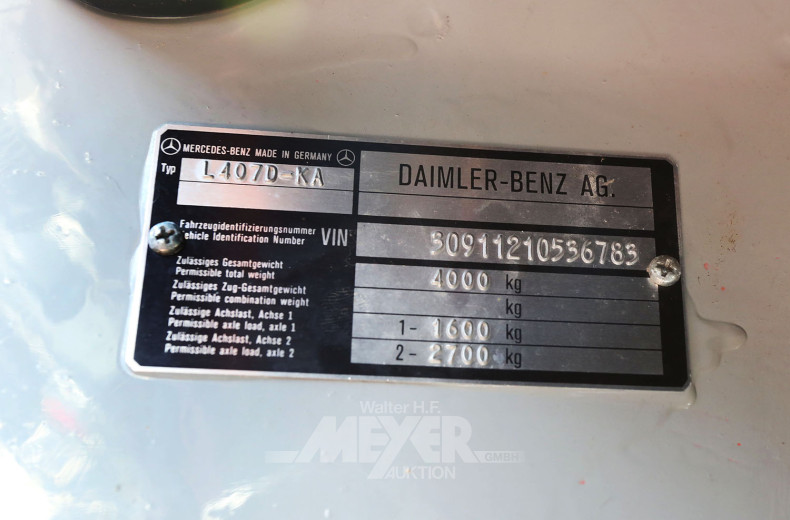 MERCEDES-BENZ MADE IN GERMANY
Typ L407D-KA
DAIMLER-BENZ AG.
Fahrzeugidentifizierungsnummer
Vehicle Identification Number VIN 30911210536783
Zulässiges Gesamtgewicht
Permissible total weight 4000 kg
Zulässiges Zug-Gesamtgewicht
Permissible combination weight kg
Zulässige Achslast, Achse 1
Permissible axle load, axle 1 1- 1600 kg
Zulässige Achslast, Achse 2
Permissible axle load, axle 2 2- 2700 kg
Walter H.F.
MEYER
GMBH
AUKTION